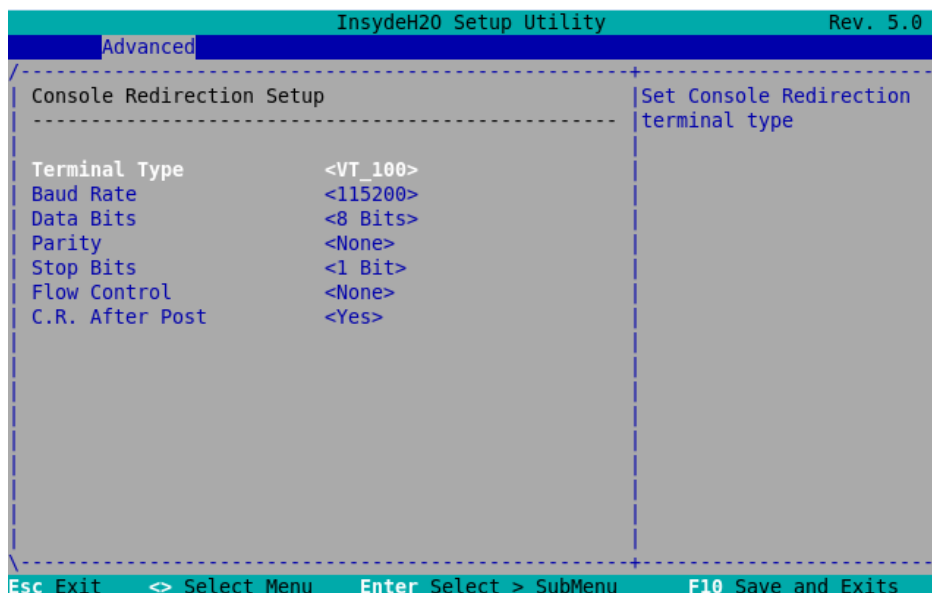 InsydeH2O Setup Utility Rev. 5.0
Advanced
Console Redirection Setup
Set Console Redirection
terminal type
Terminal Type <VT_100>
Baud Rate <115200>
Data Bits <8 Bits>
Parity <None>
Stop Bits <1 Bit>
Flow Control <None>
C.R. After Post <Yes>
Esc Exit <> Select Menu Enter Select > SubMenu F10 Save and Exits